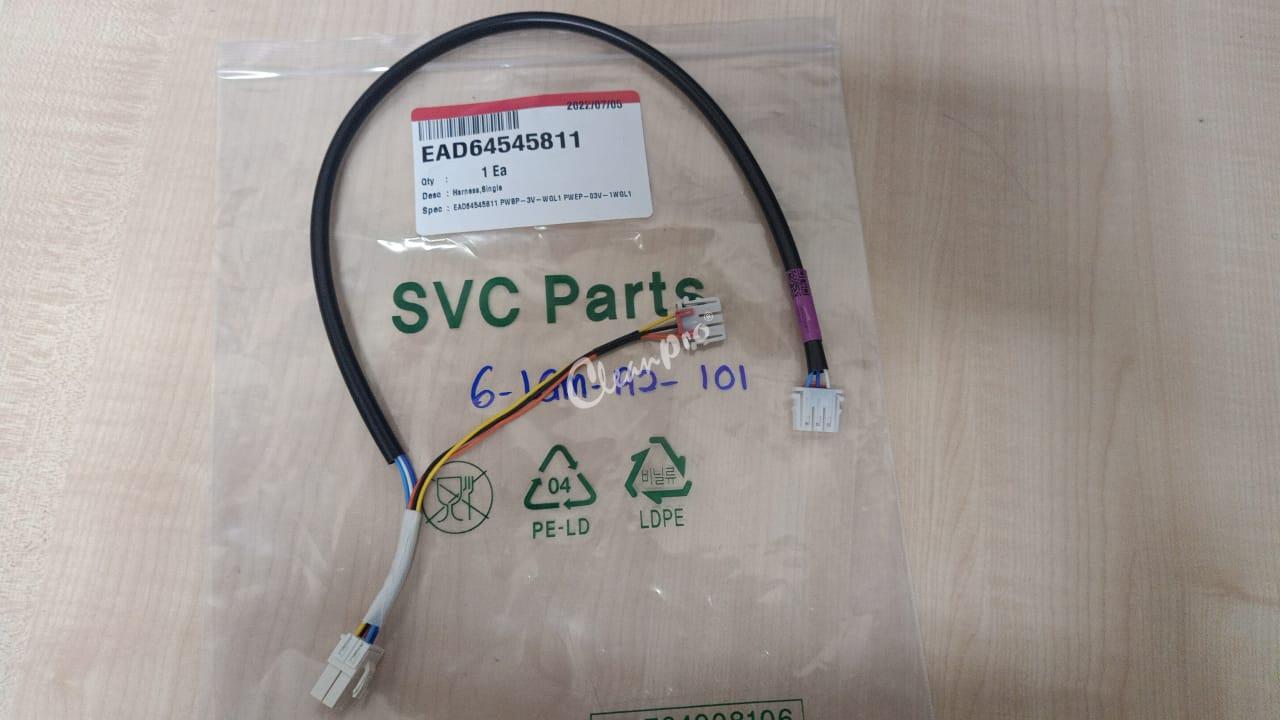 2022/07/05
EAD64545811
Qty : 1 Ea
Desc : Harness,Single
Spec : EAD64545811 PWBP-3V-WGL1 PWEP-03V-1WGL1
SVC Parts
CleanPro®
101
04
PE-LD
비닐류
LDPE